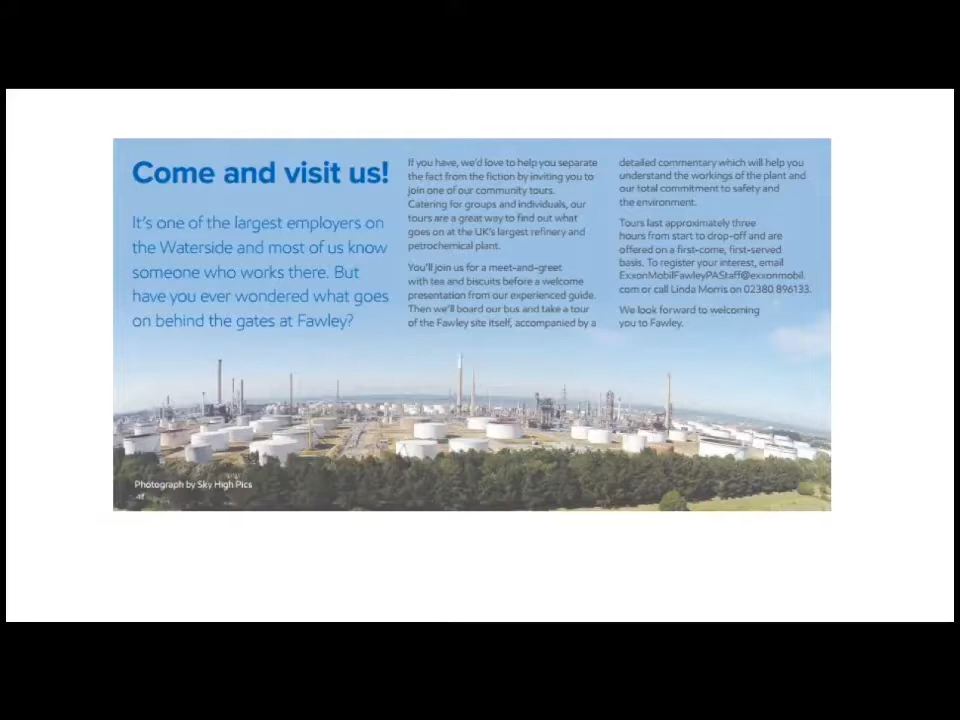 Come and visit us!
It's one of the largest employers on
the Waterside and most of us know
someone who works there. But
have you ever wondered what goes
on behind the gates at Fawley?
If you have, we'd love to help you separate
the fact from the fiction by inviting you to
join one of our community tours.
Catering for groups and individuals, our
tours are a great way to find out what
goes on at the UK's largest refinery and
petrochemical plant.
You'll join us for a meet-and-greet
with tea and biscuits before a welcome
presentation from our experienced guide.
Then we'll board our bus and take a tour
of the Fawley site itself, accompanied by a
detailed commentary which will help you
understand the workings of the plant and
our total commitment to safety and
the environment.
Tours last approximately three
hours from start to drop-off and are
offered on a first-come, first-served
basis. To register your interest, email
ExxonMobilFawleyPAStaff@exxonmobil.
com or call Linda Morris on 02380 896133.
We look forward to welcoming
you to Fawley.
Photograph by Sky High Pics